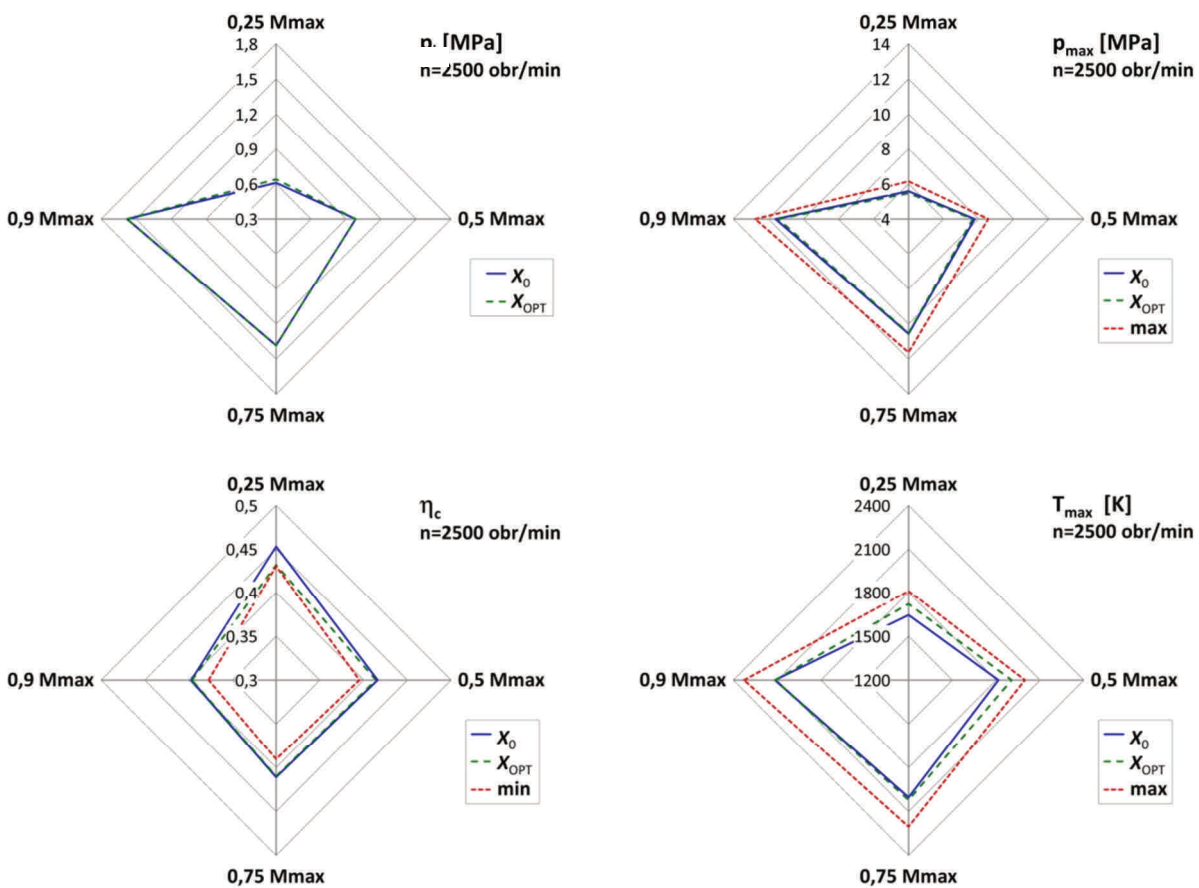 0,25 Mmax
p [MPa]
n=2500 obr/min
1,8
1,5
1,2
0,9
0,6
0,3
0,9 Mmax
0,5 Mmax
X0
XOPT
0,75 Mmax
0,25 Mmax
pmax [MPa]
n=2500 obr/min
14
12
10
8
6
4
0,9 Mmax
0,5 Mmax
X0
XOPT
max
0,75 Mmax
0,25 Mmax
ηc
n=2500 obr/min
0,5
0,45
0,4
0,35
0,3
0,9 Mmax
0,5 Mmax
X0
XOPT
min
0,75 Mmax
0,25 Mmax
Tmax [K]
n=2500 obr/min
2400
2100
1800
1500
1200
0,9 Mmax
0,5 Mmax
X0
XOPT
max
0,75 Mmax